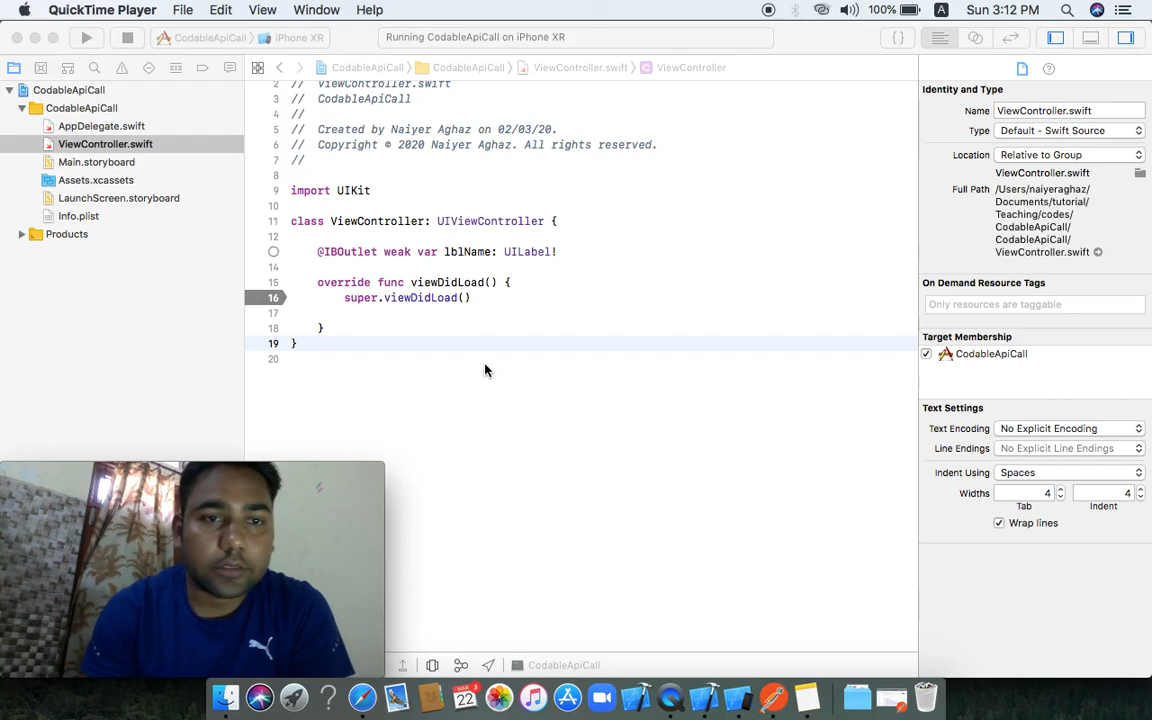 QuickTime Player File Edit View Window Help 100% A Sun 3:12 PM
CodableApiCall iPhone XR
Running CodableApiCall on iPhone XR
CodableApiCall CodableApiCall ViewController.swift C ViewController
CodableApiCall
CodableApiCall
AppDelegate.swift
ViewController.swift
Main.storyboard
Assets.xcassets
LaunchScreen.storyboard
Info.plist
Products
2 // ViewController.swift
3 // CodableApiCall
4 //
5 // Created by Naiyer Aghaz on 02/03/20.
6 // Copyright © 2020 Naiyer Aghaz. All rights reserved.
7 //
8
9 import UIKit
10
11 class ViewController: UIViewController {
12
@IBOutlet weak var lblName: UILabel!
14
15 override func viewDidLoad() {
16 super.viewDidLoad()
17
18 }
19 }
20
CodableApiCall
Identity and Type
Name ViewController.swift
Type Default - Swift Source
Location Relative to Group
ViewController.swift
Full Path /Users/naiyeraghaz/
Documents/tutorial/
Teaching/codes/
CodableApiCall/
CodableApiCall/
ViewController.swift
On Demand Resource Tags
Only resources are taggable
Target Membership
CodableApiCall
Text Settings
Text Encoding No Explicit Encoding
Line Endings No Explicit Line Endings
Indent Using Spaces
Widths 4 4
Tab Indent
Wrap lines
MAR
22
3